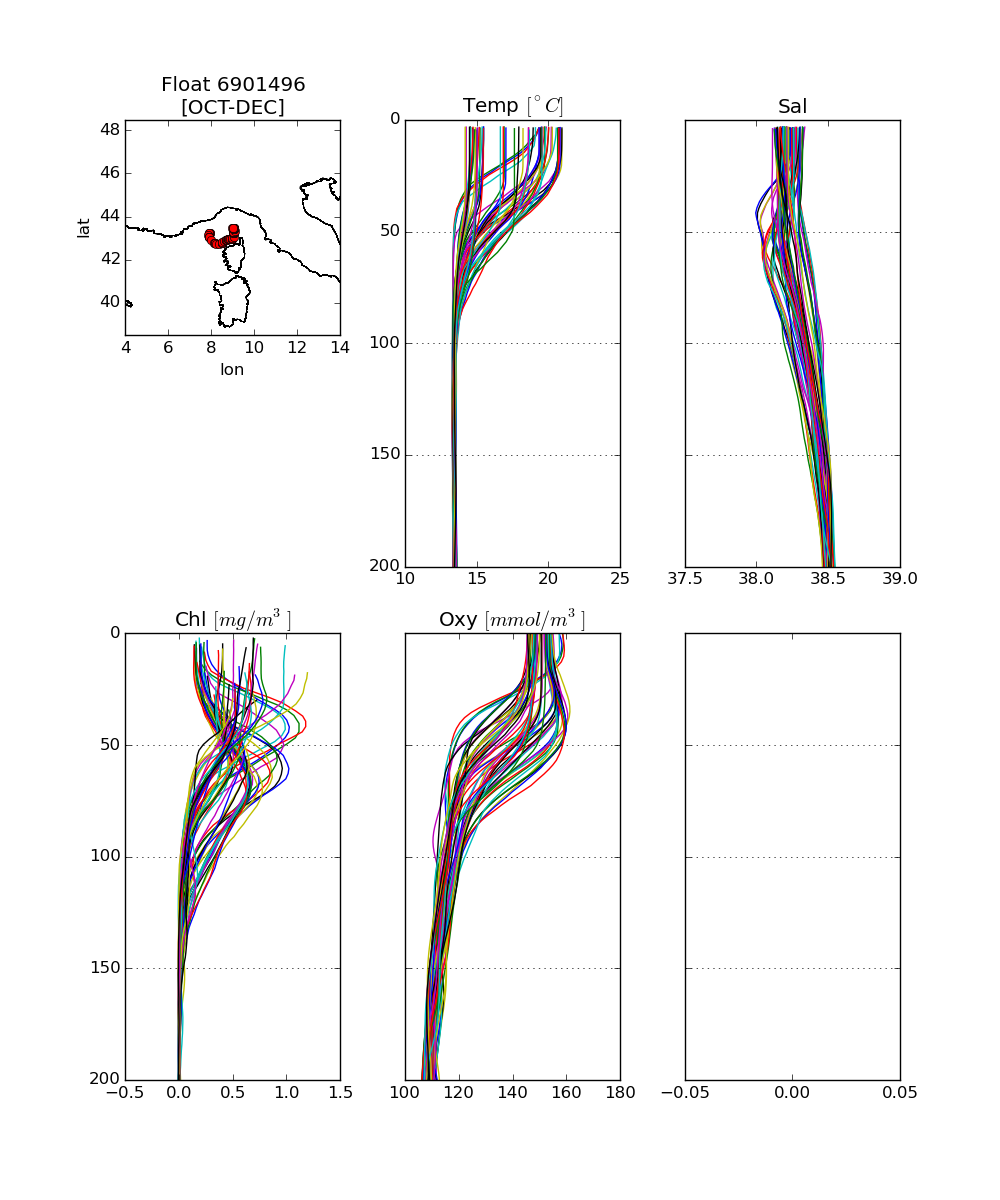 Float 6901496
[OCT-DEC]
48
46
44
42
40
lat
4 6 8 10 12 14
lon
Temp [°C]
0
50
100
150
200
10 15 20 25
Sal
37.5 38.0 38.5 39.0
Chl [mg/m³ ]
0
50
100
150
200
−0.5 0.0 0.5 1.0 1.5
Oxy [mmol/m³ ]
100 120 140 160 180
−0.05 0.00 0.05